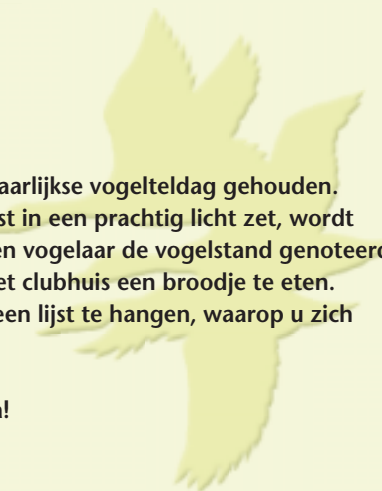 aarlijkse vogelteldag gehouden.
st in een prachtig licht zet, wordt
en vogelaar de vogelstand genoteerd
et clubhuis een broodje te eten.
een lijst te hangen, waarop u zich
!